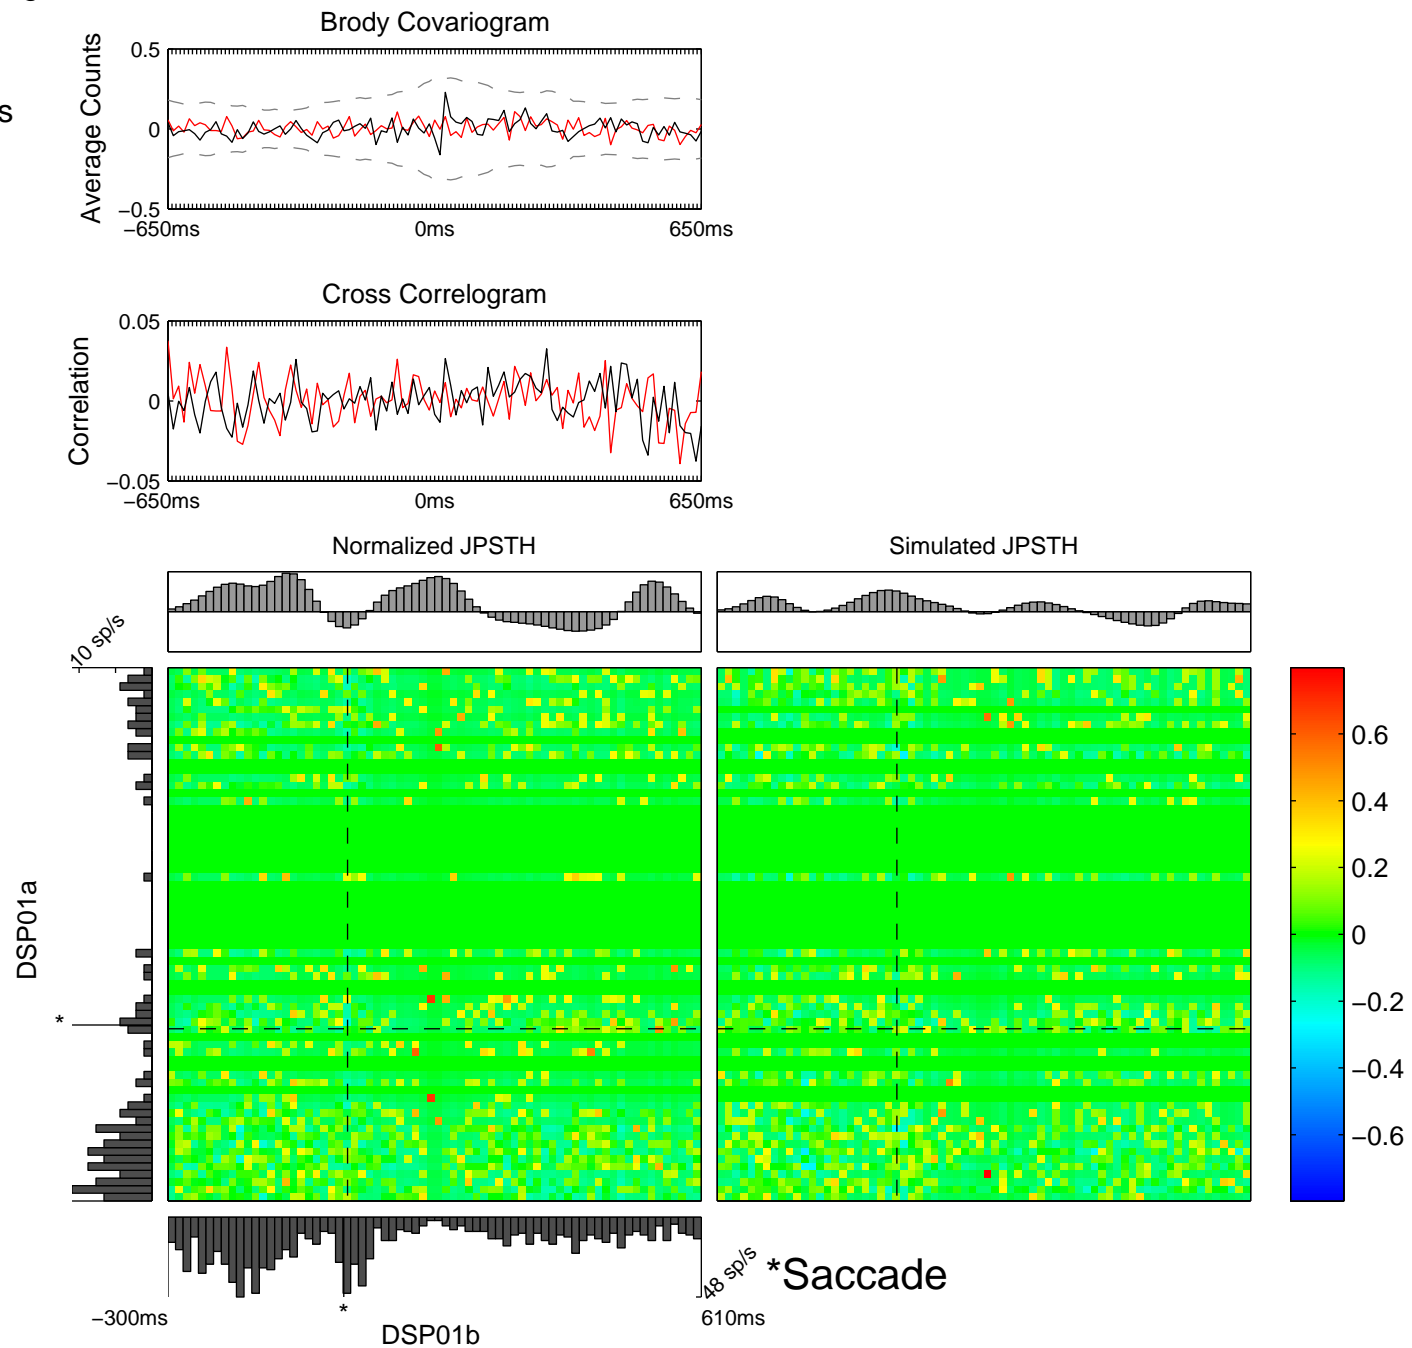 Brody Covariogram
Average Counts
s
0.5
0
−0.5
−650ms
0ms
650ms
Cross Correlogram
Correlation
0.05
0
−0.05
−650ms
0ms
650ms
Normalized JPSTH
Simulated JPSTH
10 sp/s
DSP01a
*
0.6
0.4
0.2
0
−0.2
−0.4
−0.6
48 sp/s
*Saccade
*
−300ms
610ms
DSP01b